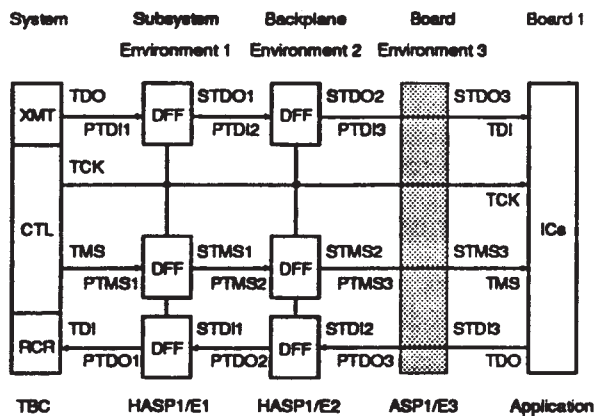 System Subsystem Backplane Board Board 1
Environment 1 Environment 2 Environment 3
TDO STDO1 STDO2 STDO3
XMT DFF DFF
PTDI1 PTDI2 PTDI3 TDI
TCK
TCK
CTL ICs
TMS STMS1 STMS2 STMS3
DFF DFF
PTMS1 PTMS2 PTMS3 TMS
TDI STDI1 STDI2 STDI3
RCR DFF DFF
PTDO1 PTDO2 PTDO3 TDO
TBC HASP1/E1 HASP1/E2 ASP1/E3 Application